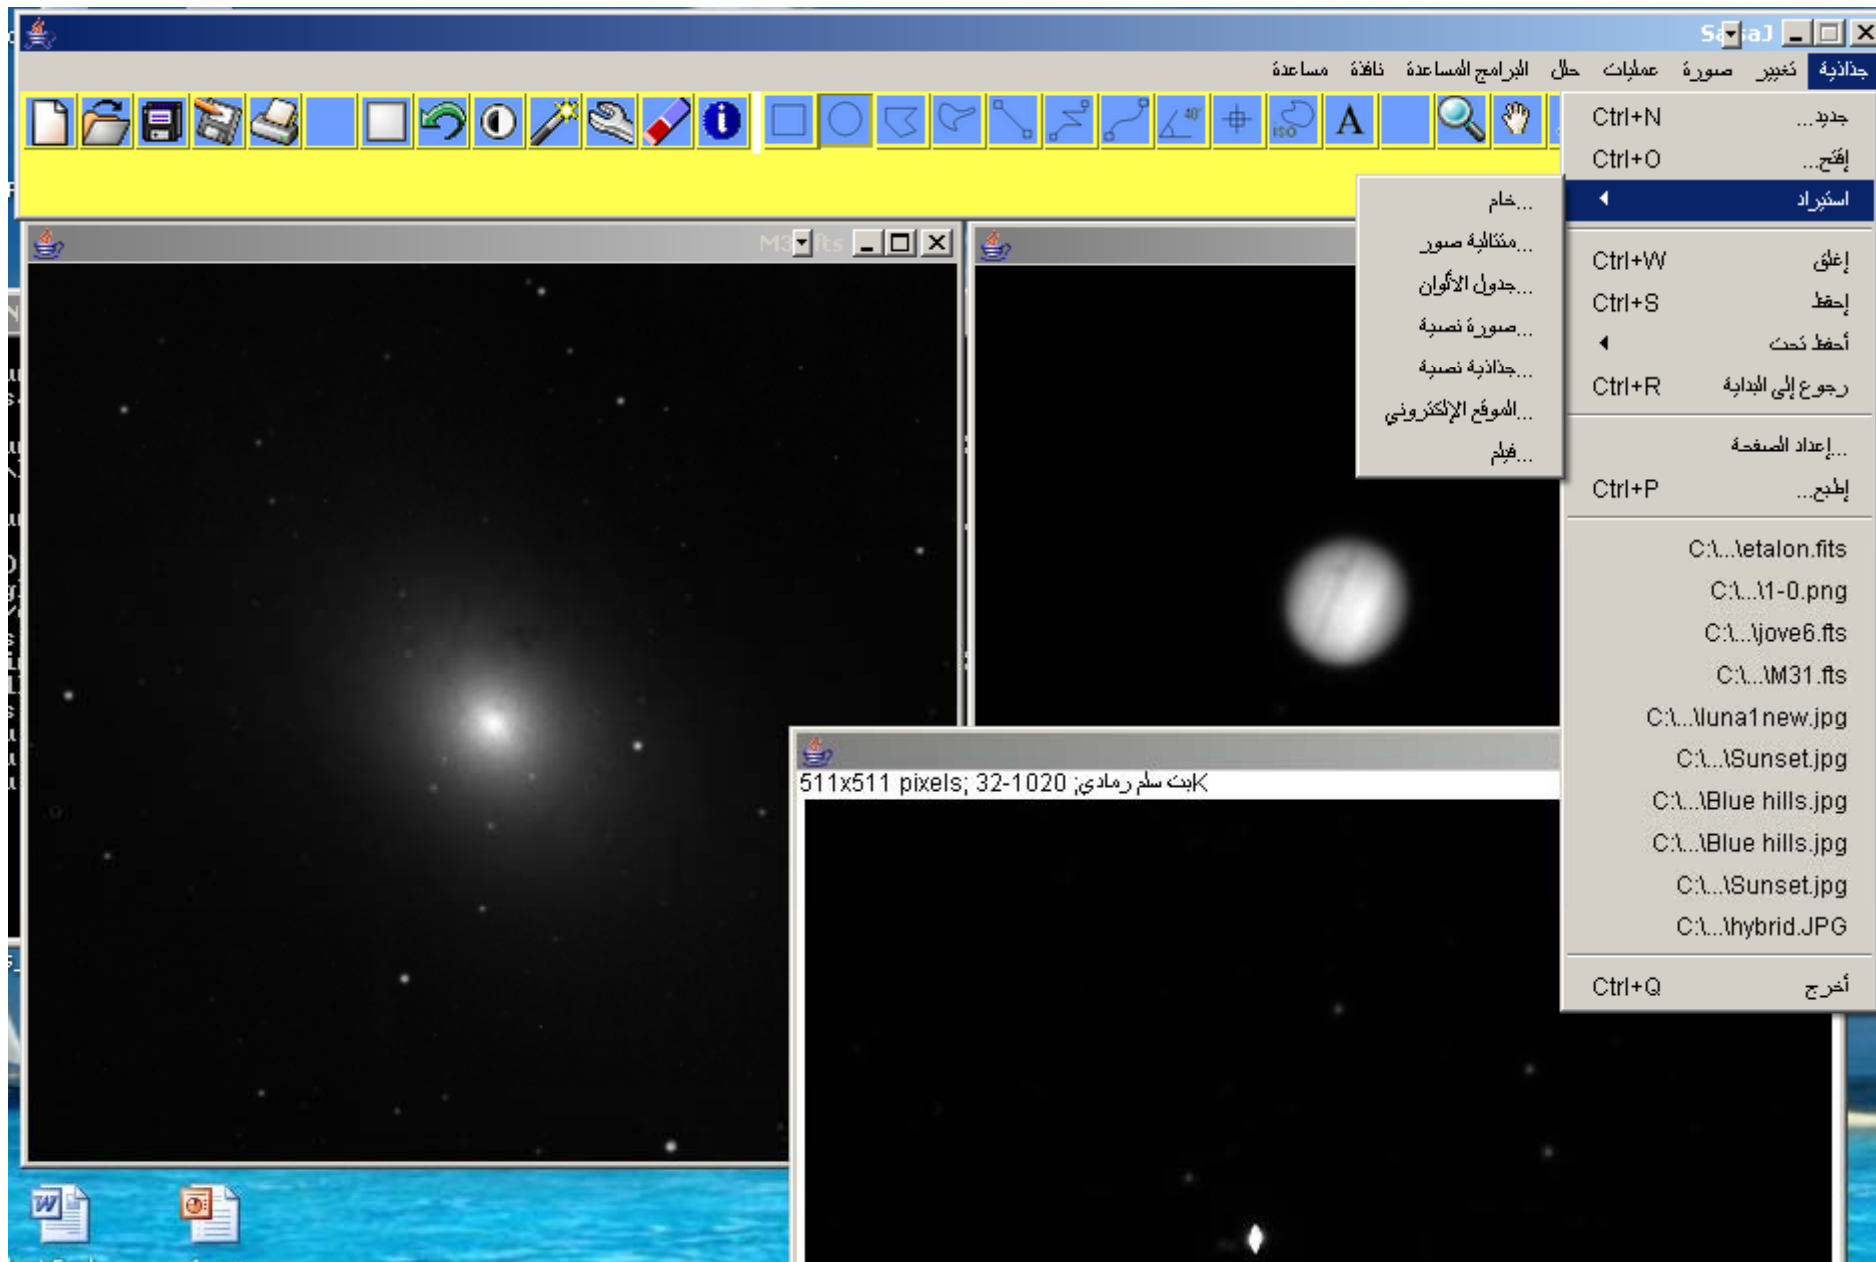 SalsaJ
جذاذية تغيير صورة عمليات حلل البرامج المساعدة نافذة مساعدة
40°
iso
A
جديد... Ctrl+N
إفتح... Ctrl+O
استيراد
إغلق Ctrl+W
إحفظ Ctrl+S
أحفظ تحت
رجوع إلى البداية Ctrl+R
...إعداد الصفحة
إطبع... Ctrl+P
C:\...\etalon.fits
C:\...\1-0.png
C:\...\jove6.fts
C:\...\M31.fts
C:\...\luna1new.jpg
C:\...\Sunset.jpg
C:\...\Blue hills.jpg
C:\...\Blue hills.jpg
C:\...\Sunset.jpg
C:\...\hybrid.JPG
أخرج Ctrl+Q
...خام
...متتالية صور
...جدول الألوان
...صورة نصية
...جذاذية نصية
...الموقع الإلكتروني
...فيلم
511x511 pixels; 32-بت سلم رمادي; 1020K